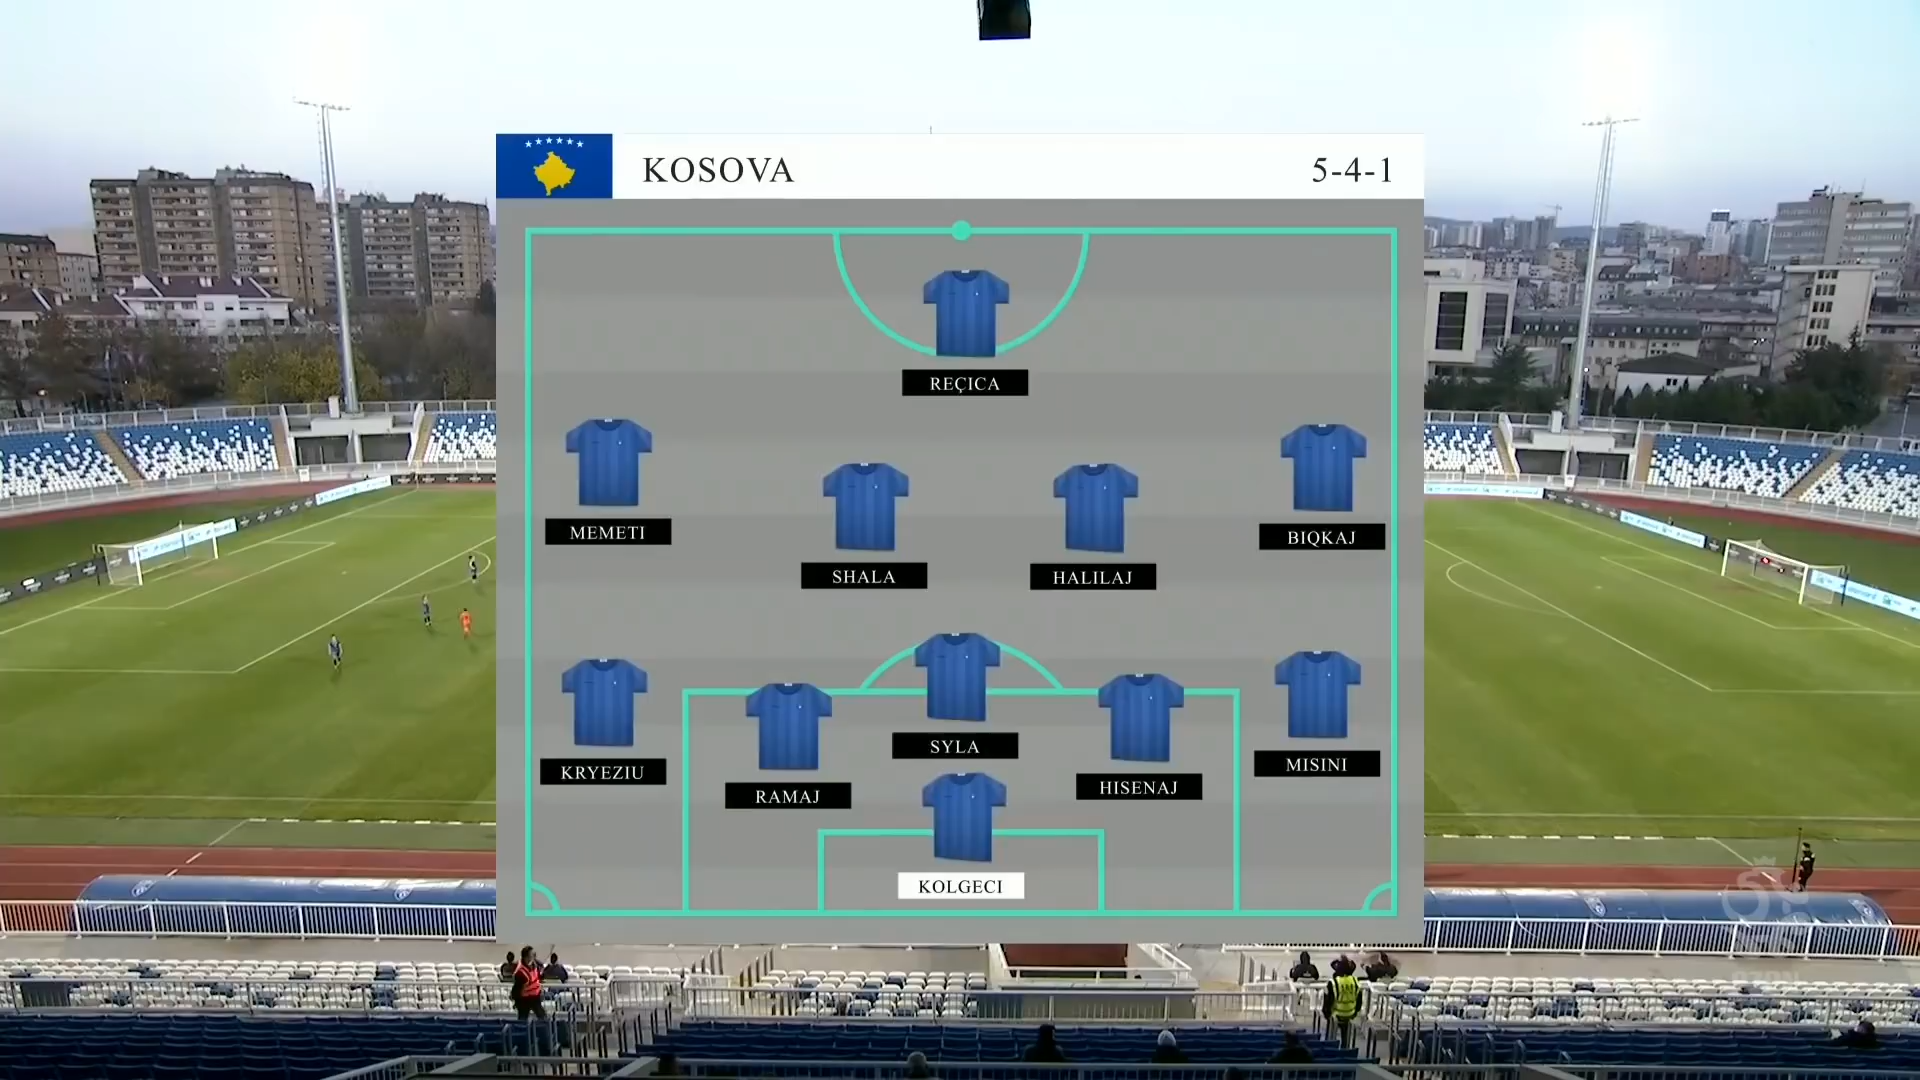 KOSOVA
5-4-1
REÇICA
MEMETI
BIQKAJ
SHALA
HALILAJ
SYLA
KRYEZIU
MISINI
RAMAJ
HISENAJ
KOLGECI